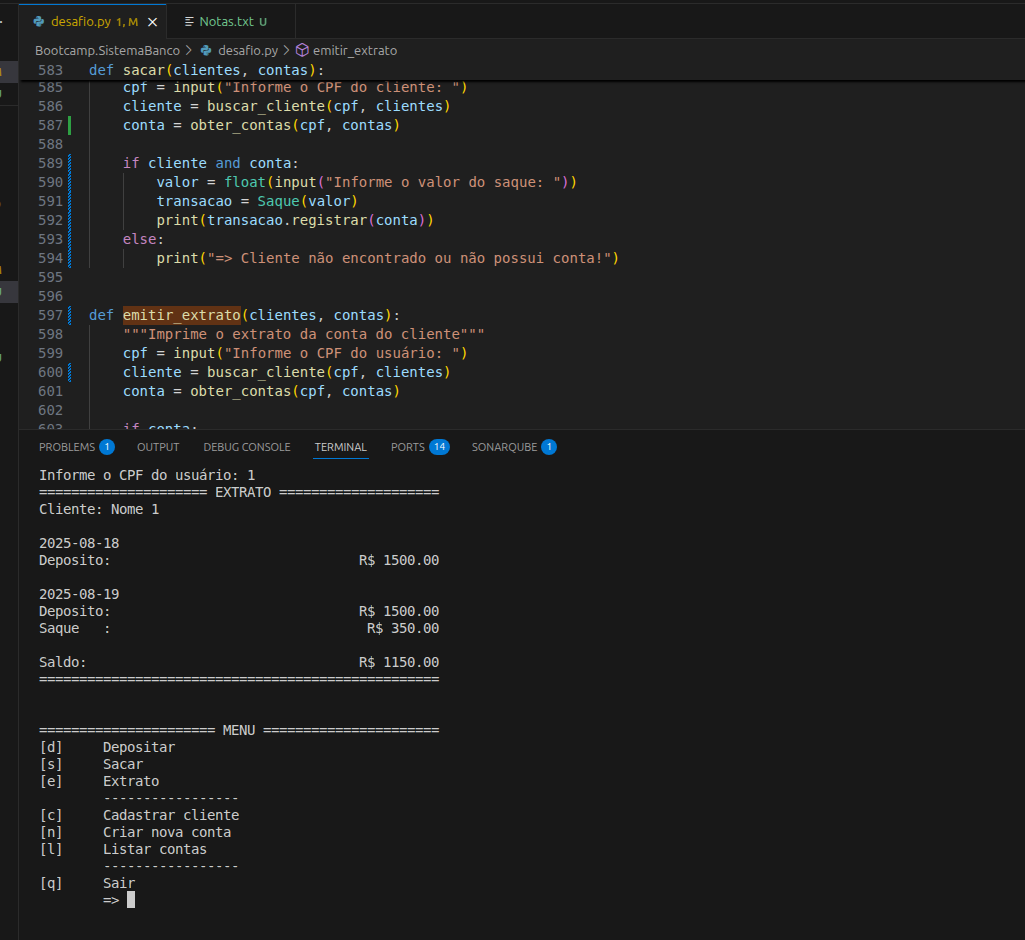 desafio.py 1, M
Notas.txt U
Bootcamp.SistemaBanco > desafio.py > emitir_extrato
583 def sacar(clientes, contas):
585 cpf = input("Informe o CPF do cliente: ")
586 cliente = buscar_cliente(cpf, clientes)
587 conta = obter_contas(cpf, contas)
588
589 if cliente and conta:
590 valor = float(input("Informe o valor do saque: "))
591 transacao = Saque(valor)
592 print(transacao.registrar(conta))
593 else:
594 print("=> Cliente não encontrado ou não possui conta!")
595
596
597 def emitir_extrato(clientes, contas):
598 """Imprime o extrato da conta do cliente"""
599 cpf = input("Informe o CPF do usuário: ")
600 cliente = buscar_cliente(cpf, clientes)
601 conta = obter_contas(cpf, contas)
602
603 if conta:
PROBLEMS 1 OUTPUT DEBUG CONSOLE TERMINAL PORTS 14 SONARQUBE 1
Informe o CPF do usuário: 1
===================== EXTRATO ====================
Cliente: Nome 1
2025-08-18
Deposito: R$ 1500.00
2025-08-19
Deposito: R$ 1500.00
Saque   : R$ 350.00
Saldo: R$ 1150.00
==================================================
====================== MENU ======================
[d] Depositar
[s] Sacar
[e] Extrato
-----------------
[c] Cadastrar cliente
[n] Criar nova conta
[l] Listar contas
-----------------
[q] Sair
=>